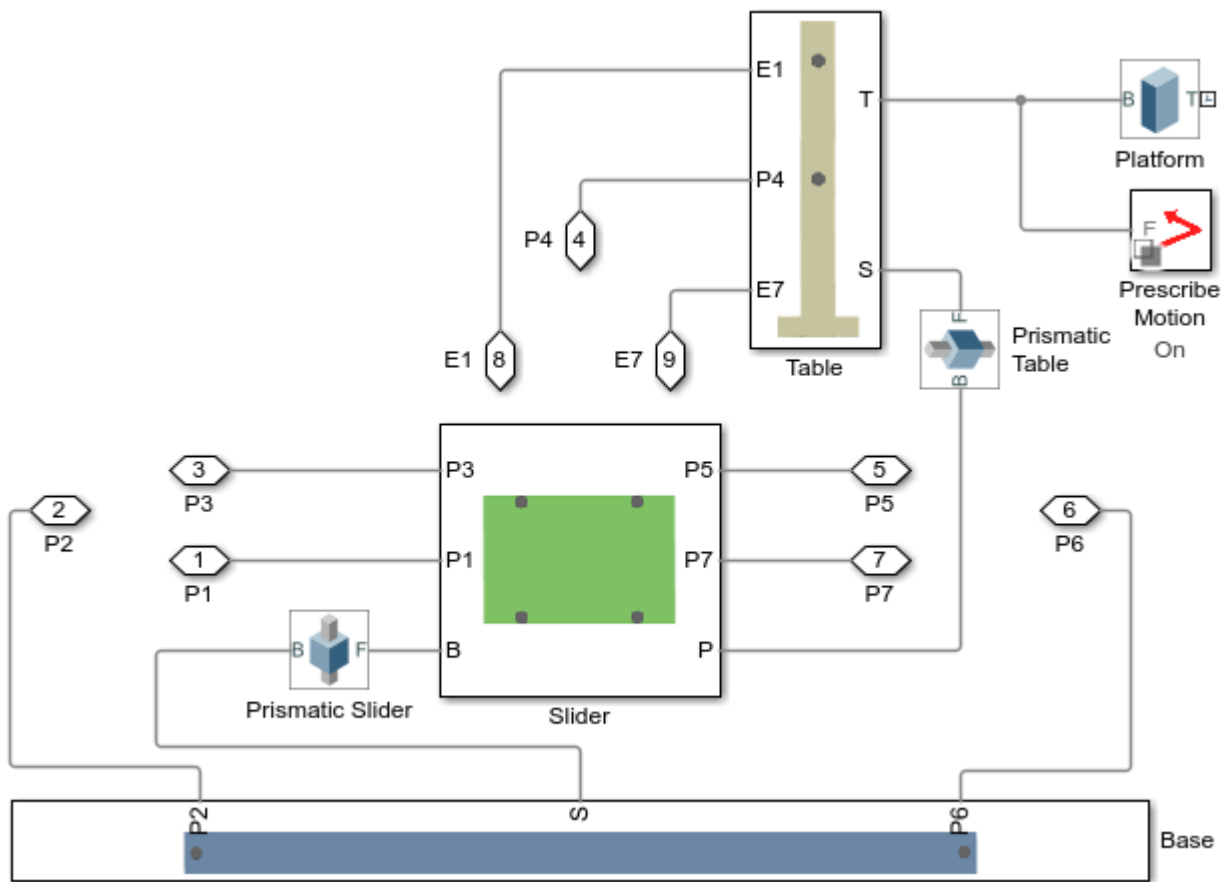 E1
T
B
T
Platform
P4
P4
4
F
Prescribe
Motion
On
E7
S
F
B
Prismatic
Table
Table
E1
8
E7
9
3
P3
P3
P5
5
P5
2
P2
6
P6
1
P1
P1
P7
7
P7
B
F
B
P
Prismatic Slider
Slider
P2
S
P6
Base